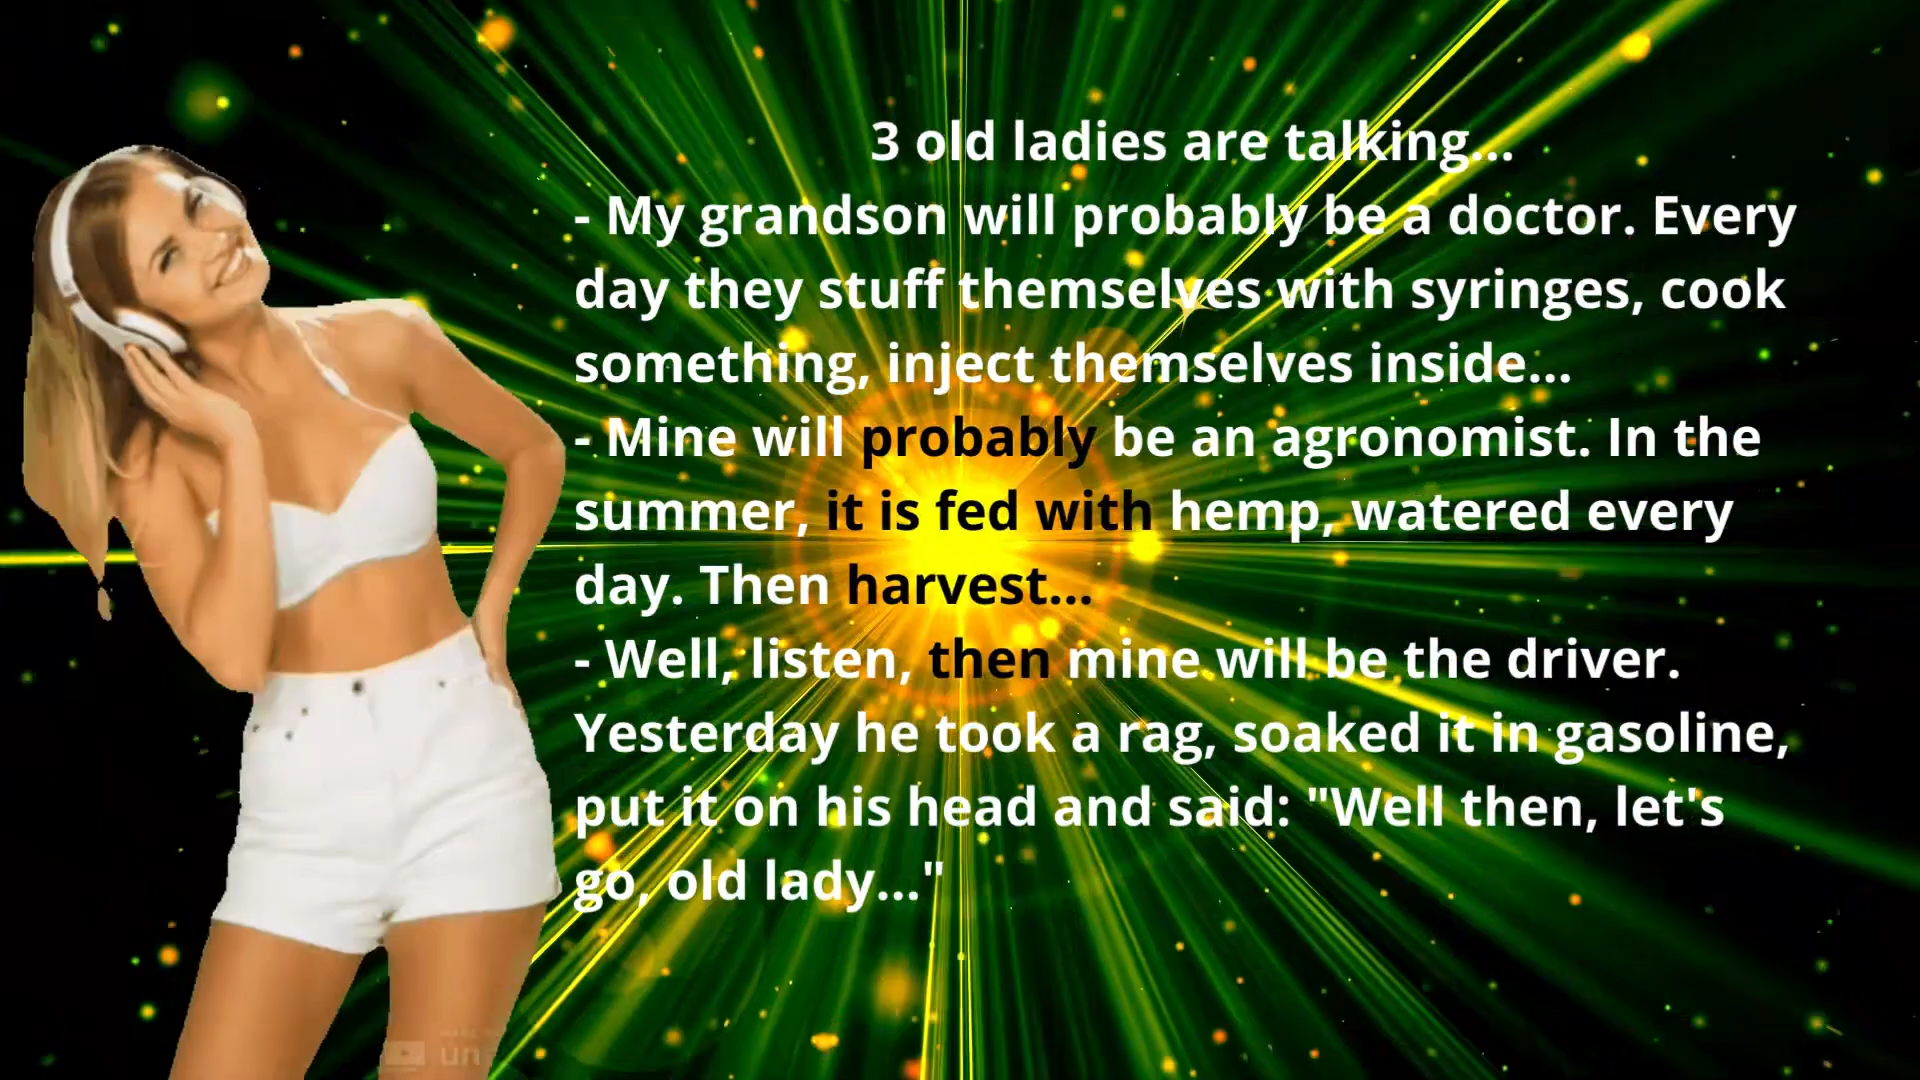 3 old ladies are talking...
- My grandson will probably be a doctor. Every
day they stuff themselves with syringes, cook
something, inject themselves inside...
- Mine will probably be an agronomist. In the
summer, it is fed with hemp, watered every
day. Then harvest...
- Well, listen, then mine will be the driver.
Yesterday he took a rag, soaked it in gasoline,
put it on his head and said: "Well then, let's
go, old lady..."